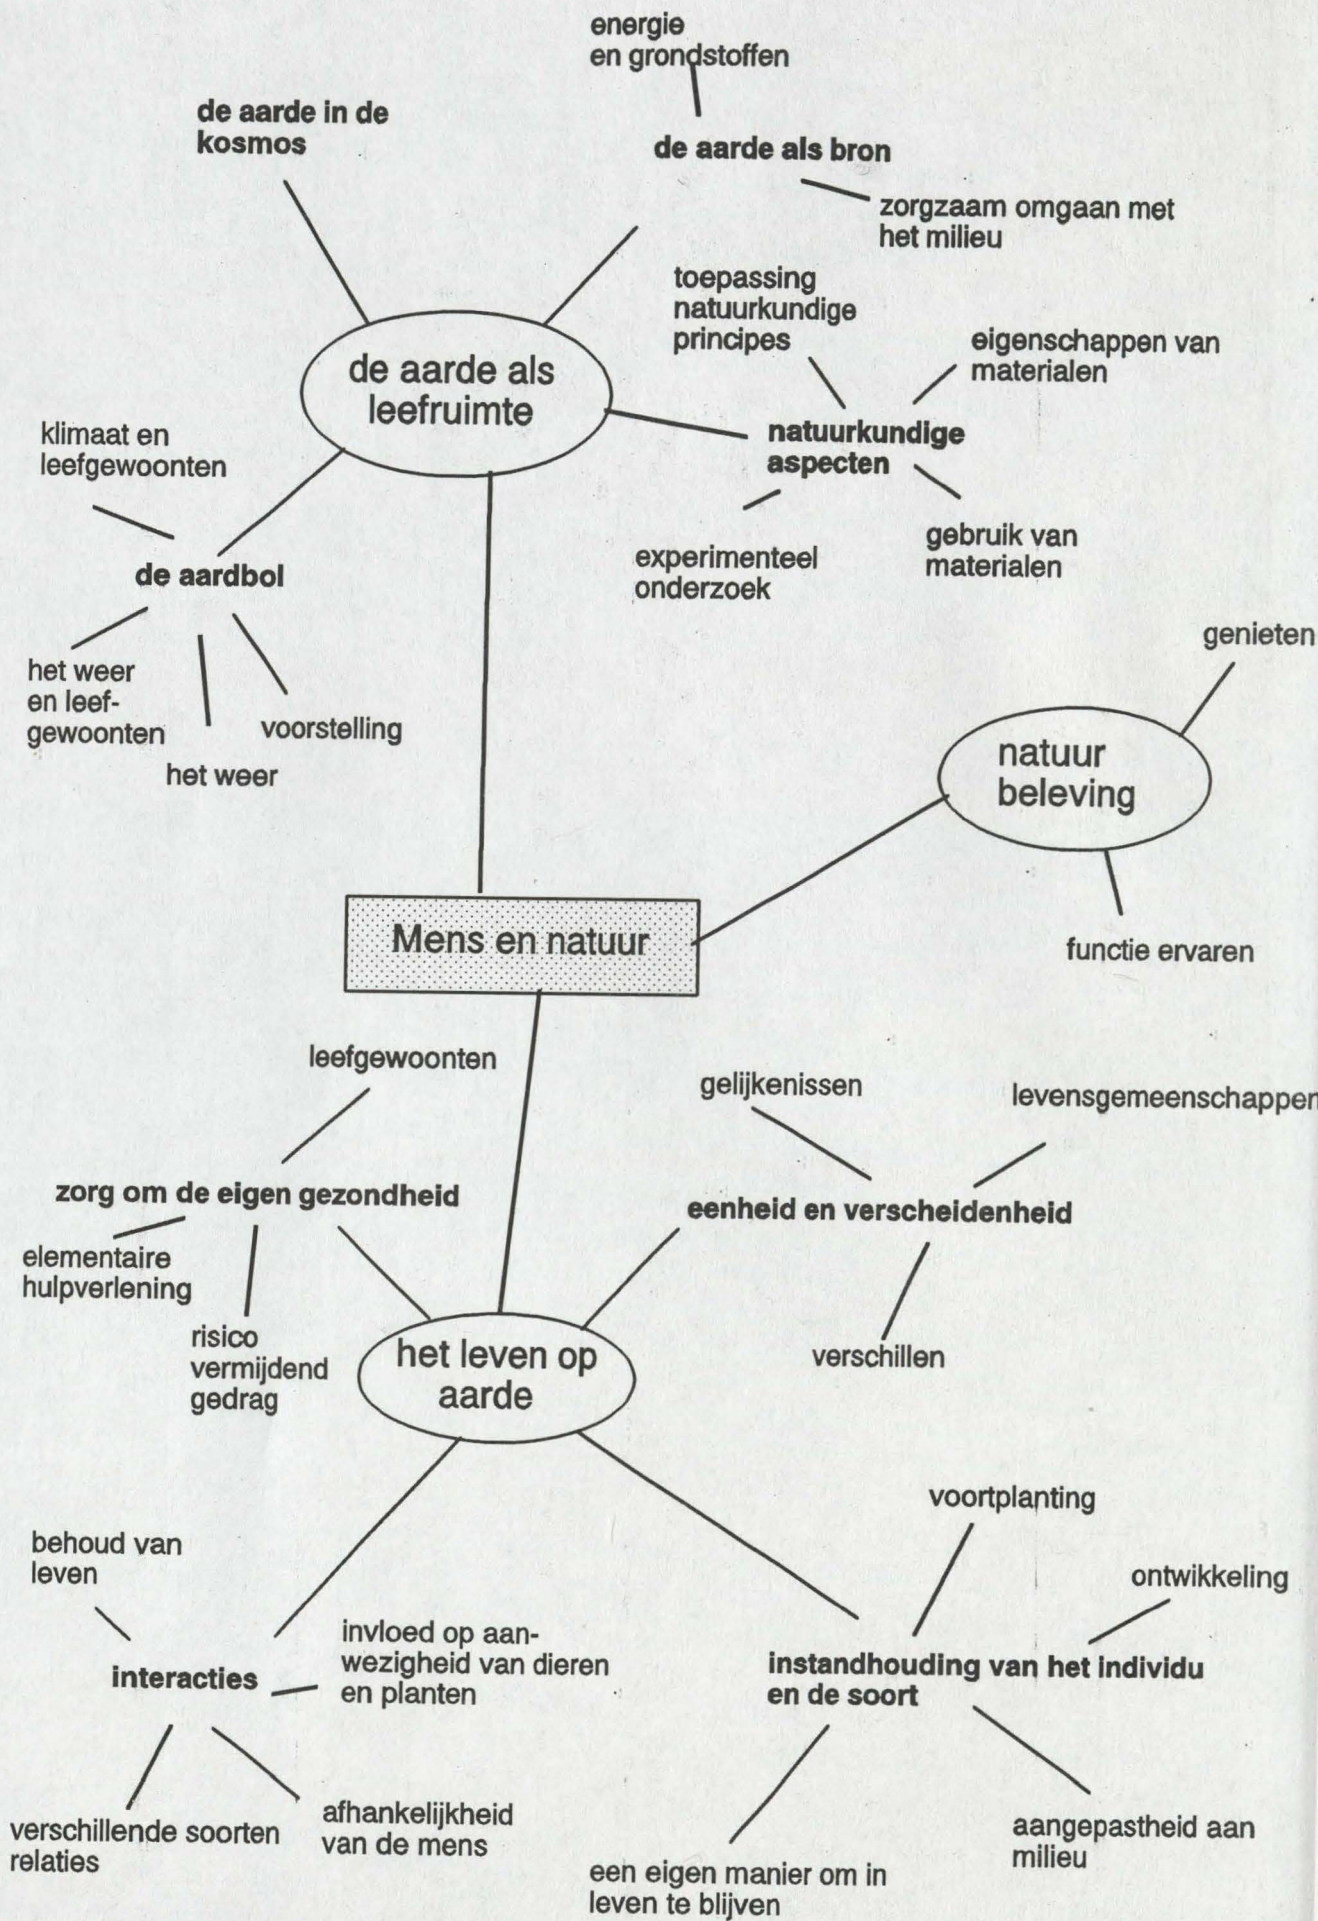 energie
en grondstoffen
de aarde in de
kosmos
de aarde als bron
zorgzaam omgaan met
het milieu
toepassing
natuurkundige
principes
eigenschappen van
materialen
de aarde als
leefruimte
klimaat en
leefgewoonten
natuurkundige
aspecten
experimenteel
onderzoek
gebruik van
materialen
de aardbol
het weer
en leef-
gewoonten
voorstelling
het weer
genieten
natuur
beleving
functie ervaren
Mens en natuur
leefgewoonten
gelijkenissen
levensgemeenschappen
zorg om de eigen gezondheid
eenheid en verscheidenheid
elementaire
hulpverlening
risico
vermijdend
gedrag
het leven op
aarde
verschillen
voortplanting
behoud van
leven
ontwikkeling
invloed op aan-
wezigheid van dieren
en planten
interacties
instandhouding van het individu
en de soort
verschillende soorten
relaties
afhankelijkheid
van de mens
een eigen manier om in
leven te blijven
aangepastheid aan
milieu